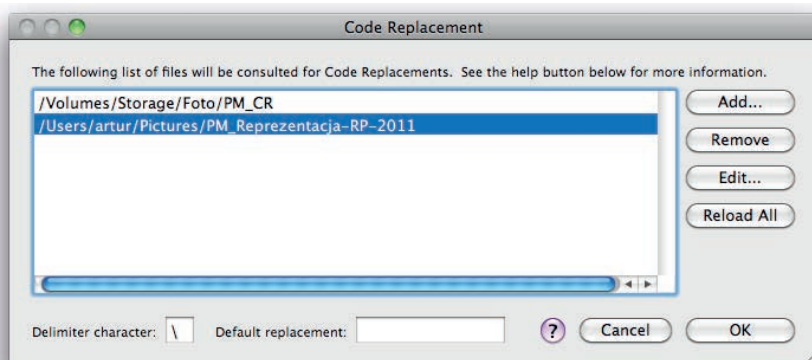 Code Replacement
The following list of files will be consulted for Code Replacements. See the help button below for more information.
/Volumes/Storage/Foto/PM_CR
/Users/artur/Pictures/PM_Reprezentacja-RP-2011
Add...
Remove
Edit...
Reload All
Delimiter character: \ Default replacement: ? Cancel OK